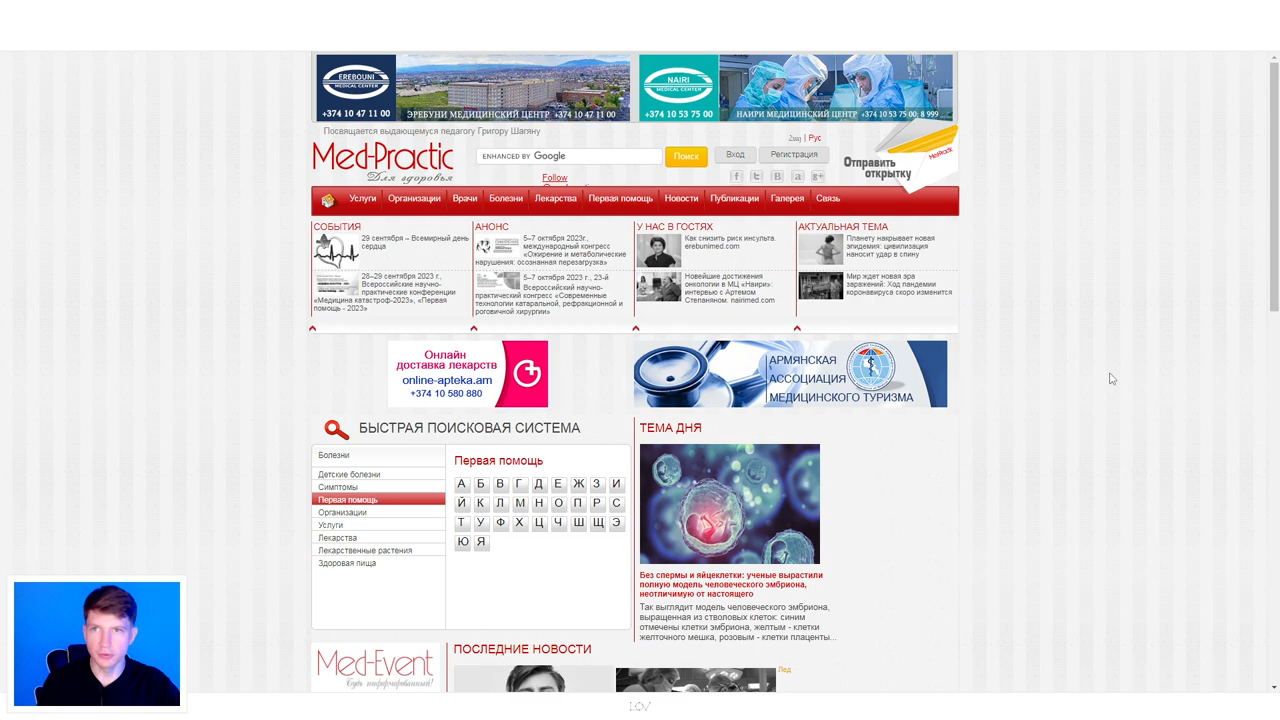 EREBOUNI
MEDICAL CENTER
+374 10 47 11 00
ЭРЕБУНИ МЕДИЦИНСКИЙ ЦЕНТР +374 10 47 11 00
NAIRI
MEDICAL CENTER
+374 10 53 75 00
НАИРИ МЕДИЦИНСКИЙ ЦЕНТР +374 10 53 75 00, 8 999
Посвящается выдающемуся педагогу Григору Шагяну
Med-Practic
Для здоровья
ENHANCED BY Google
Поиск
Follow
Հայ | Рус
Вход
Регистрация
Отправить
открытку
Услуги
Организации
Врачи
Болезни
Лекарства
Первая помощь
Новости
Публикации
Галерея
Связь
СОБЫТИЯ
29 сентября – Всемирный день
сердца
28–29 сентября 2023 г.,
Всероссийские научно-
практические конференции
«Медицина катастроф-2023», «Первая
помощь - 2023»
АНОНС
5–7 октября 2023г.,
международный конгресс
«Ожирение и метаболические
нарушения: осознанная перезагрузка»
5–7 октября 2023 г., 23-й
Всероссийский научно-
практический конгресс «Современные
технологии катаральной, рефракционной и
роговичной хирургии»
У НАС В ГОСТЯХ
Как снизить риск инсульта.
erebunimed.com
Новейшие достижения
онкологии в МЦ «Наири»:
интервью с Артемом
Степаняном. nairimed.com
АКТУАЛЬНАЯ ТЕМА
Планету накрывает новая
эпидемия: цивилизация
наносит удар в спину
Мир ждет новая эра
заражений: Ход пандемии
коронавируса скоро изменится
Онлайн
доставка лекарств
online-apteka.am
+374 10 580 880
АРМЯНСКАЯ
АССОЦИАЦИЯ
МЕДИЦИНСКОГО ТУРИЗМА
БЫСТРАЯ ПОИСКОВАЯ СИСТЕМА
Болезни
Детские болезни
Симптомы
Первая помощь
Организации
Услуги
Лекарства
Лекарственные растения
Здоровая пища
Первая помощь
А Б В Г Д Е Ж З И
Й К Л М Н О П Р С
Т У Ф Х Ц Ч Ш Щ Э
Ю Я
ТЕМА ДНЯ
Без спермы и яйцеклетки: ученые вырастили
полную модель человеческого эмбриона,
неотличимую от настоящего
Так выглядит модель человеческого эмбриона,
выращенная из стволовых клеток: синим
отмечены клетки эмбриона, желтым - клетки
желточного мешка, розовым - клетки плаценты...
Med-Event
Будь информированный!
ПОСЛЕДНИЕ НОВОСТИ
Лед